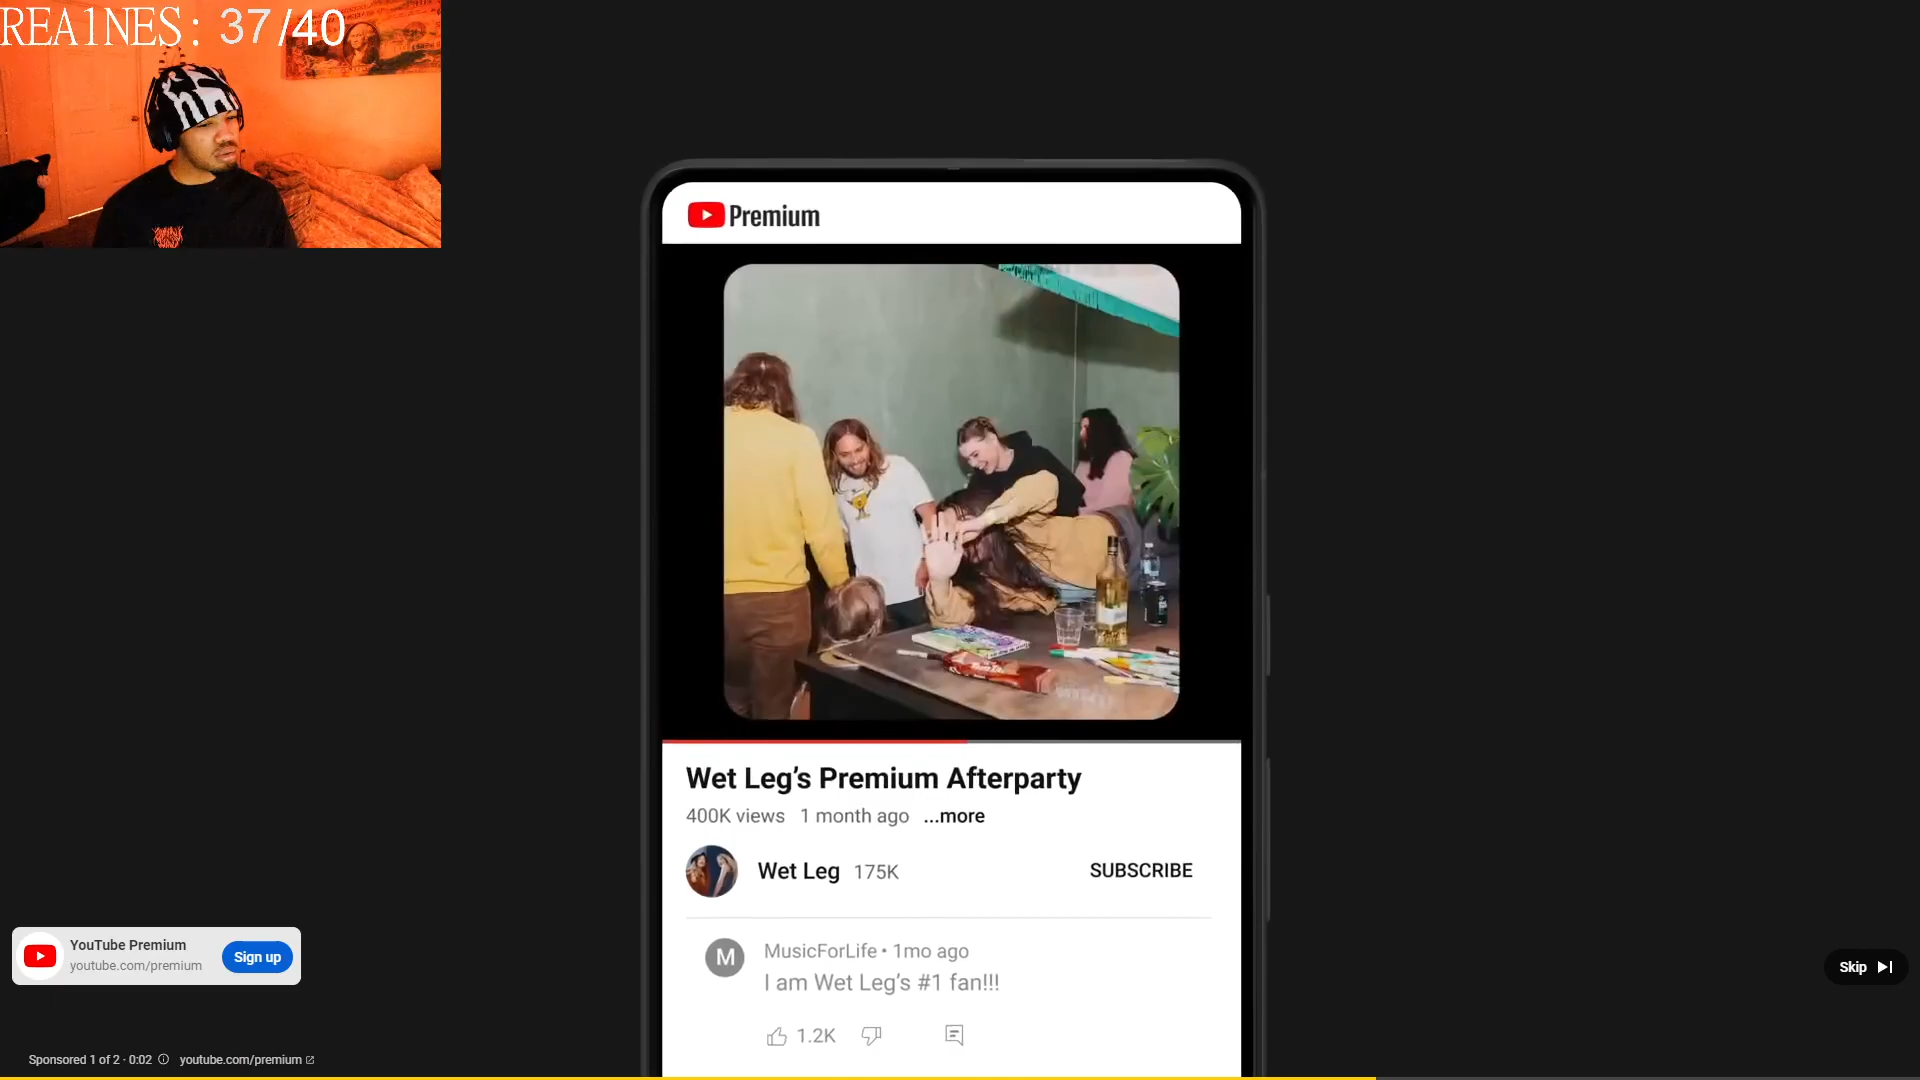 REA1NES: 37/40
Premium
Wet Leg’s Premium Afterparty
400K views 1 month ago ...more
Wet Leg 175K SUBSCRIBE
M MusicForLife • 1mo ago
I am Wet Leg’s #1 fan!!!
1.2K
YouTube Premium
youtube.com/premium
Sign up
Skip
Sponsored 1 of 2 · 0:02 youtube.com/premium